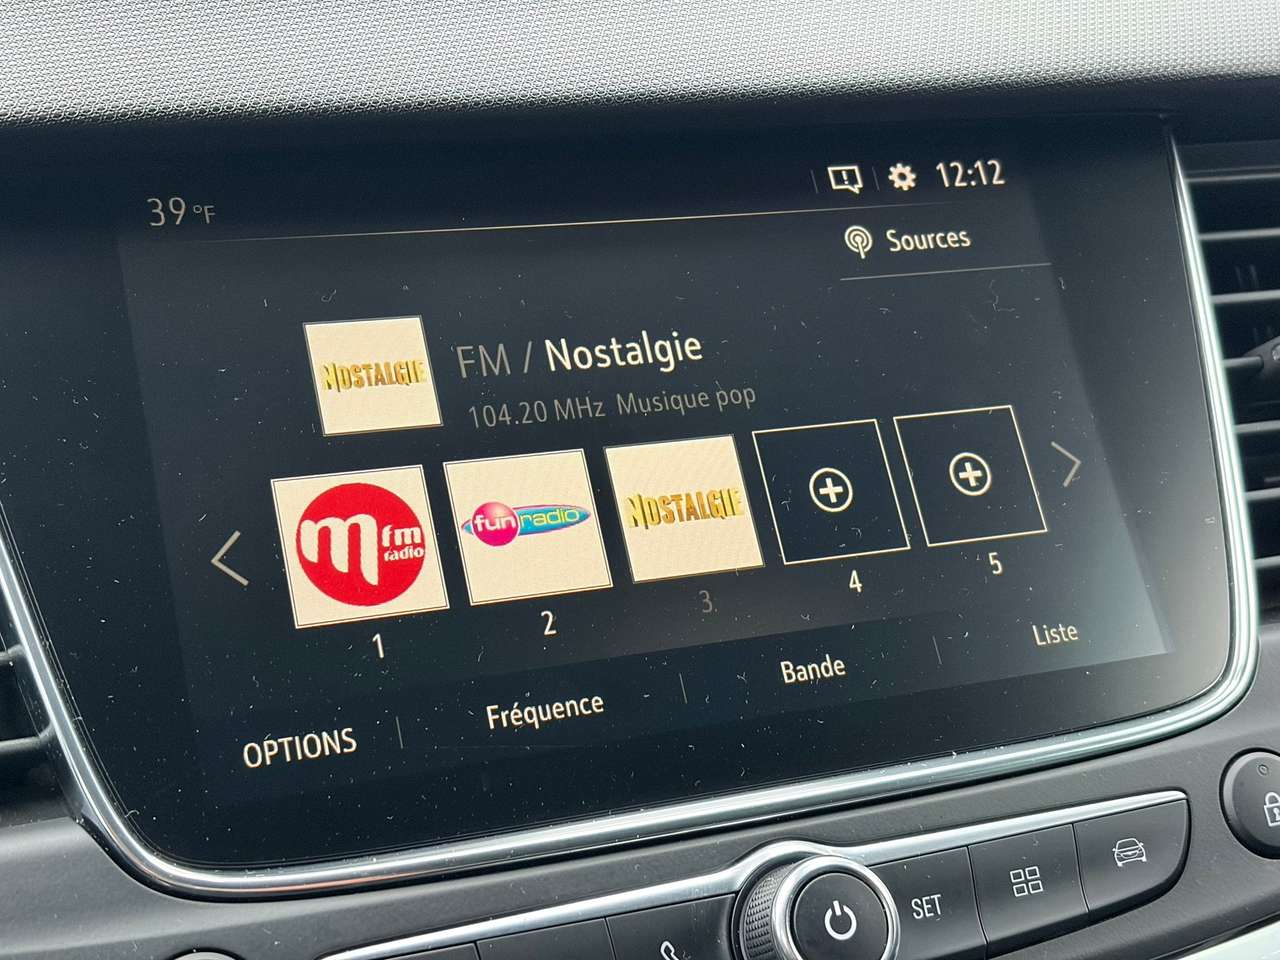 39 °F
12:12
Sources
NOSTALGIE
FM / Nostalgie
104.20 MHz Musique pop
m fm radio
fun radio
NOSTALGIE
1
2
3
4
5
OPTIONS
Fréquence
Bande
Liste
SET